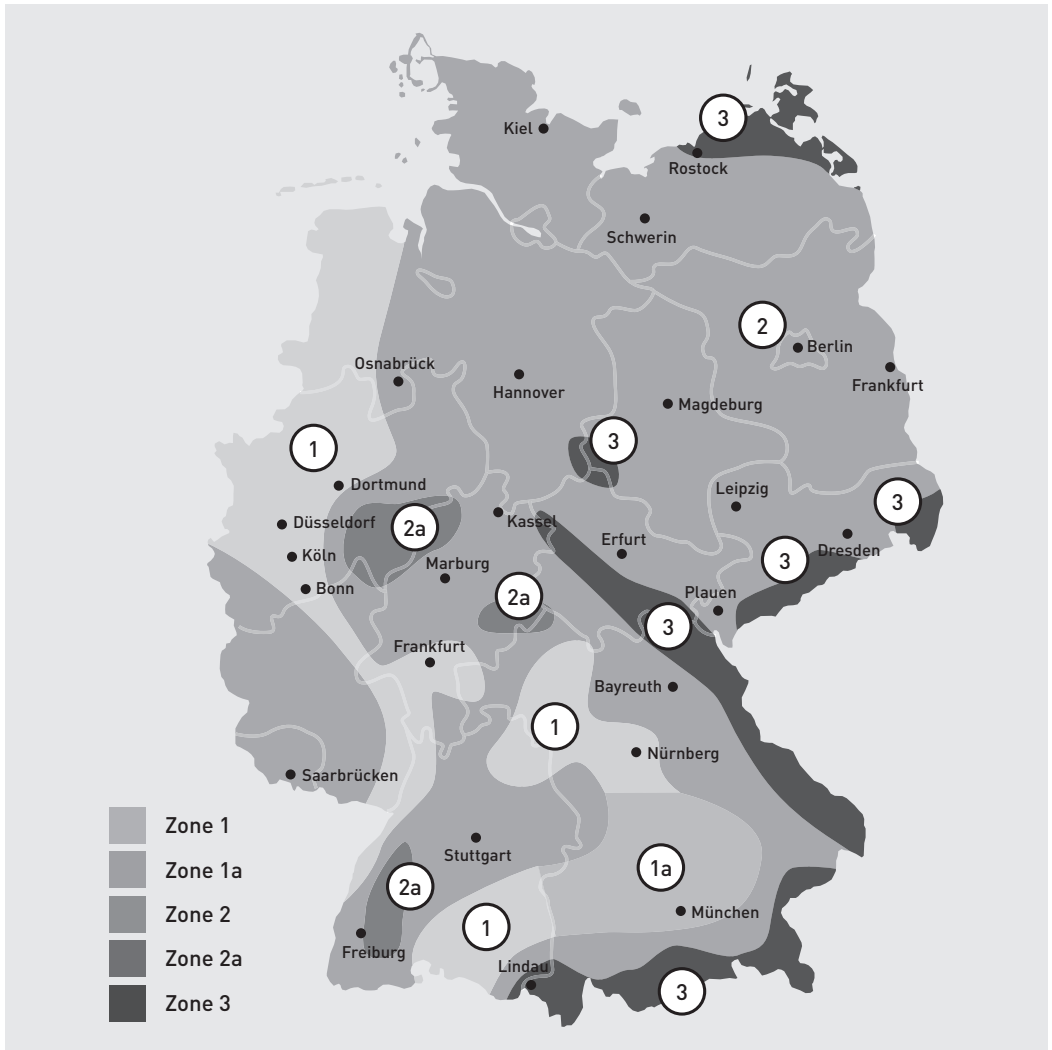 3
Kiel
Rostock
Schwerin
2
Berlin
Osnabrück
Hannover
Frankfurt
Magdeburg
1
3
Dortmund
Leipzig
3
Düsseldorf
2a
Kassel
Erfurt
Dresden
Köln
Marburg
3
Bonn
2a
Plauen
3
Frankfurt
Bayreuth
1
Nürnberg
Saarbrücken
Zone 1
Stuttgart
Zone 1a
1a
2a
Zone 2
München
1
Freiburg
Zone 2a
Lindau
3
Zone 3